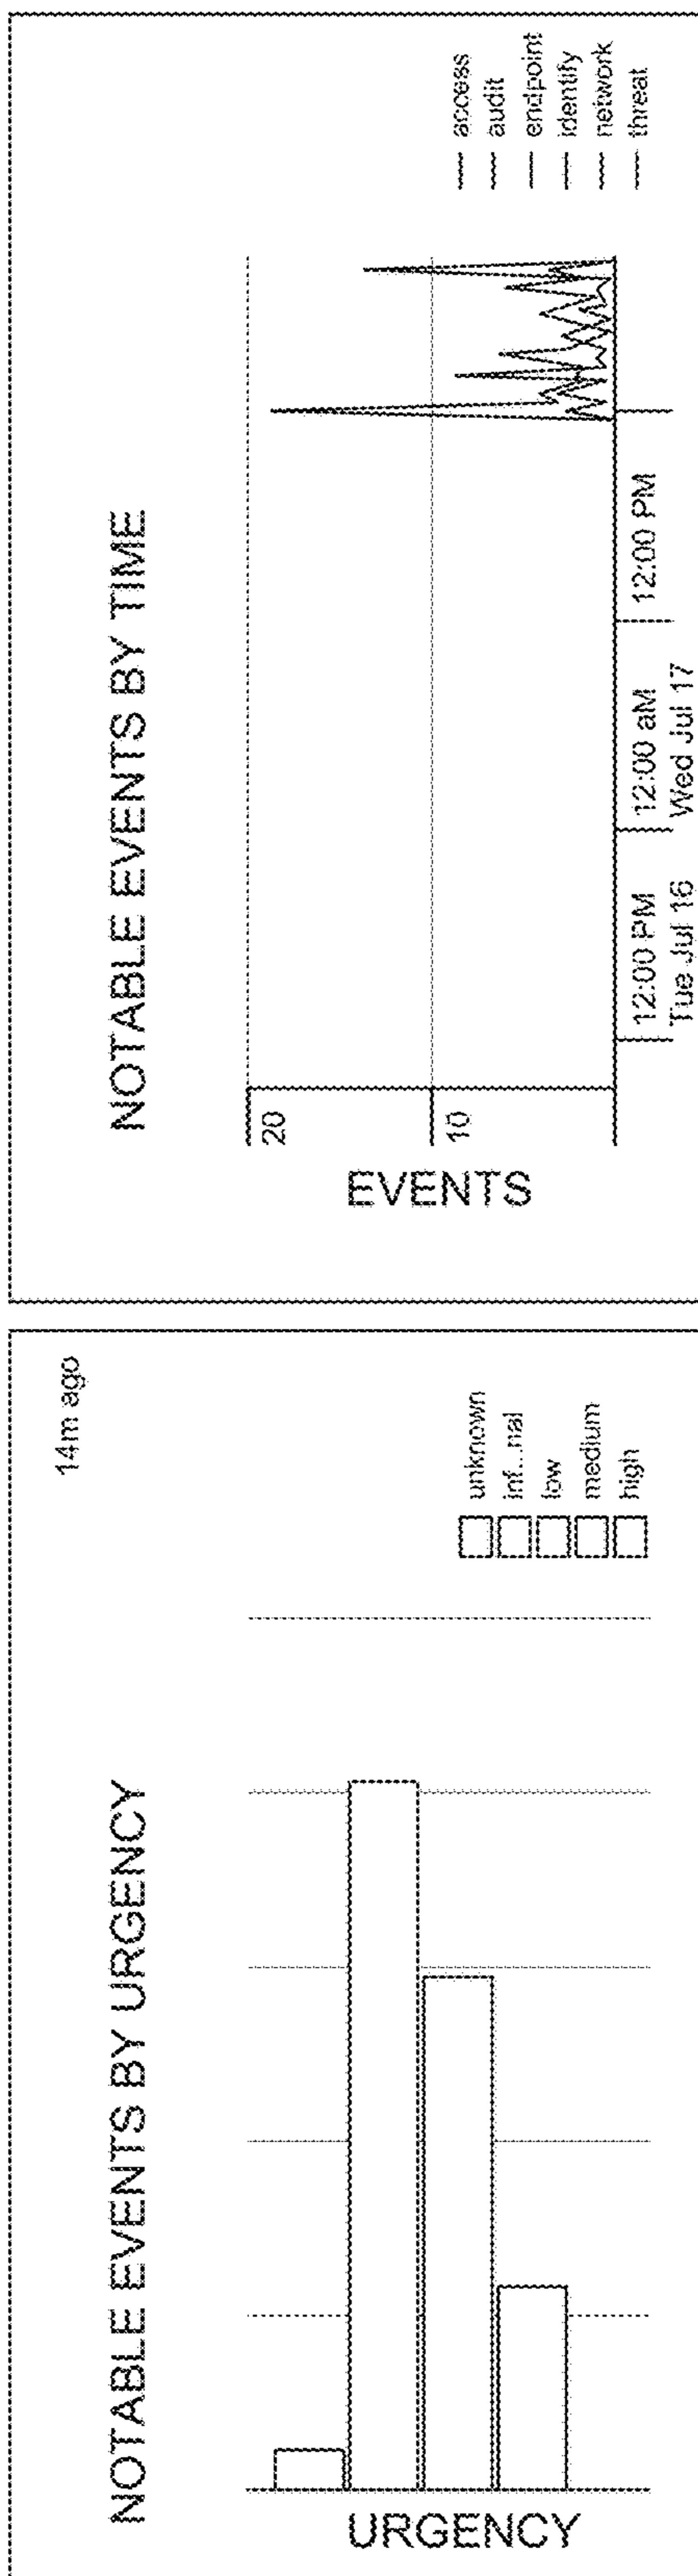 NOTABLE EVENTS BY URGENCY
14m ago
URGENCY
unknown
inf...nal
low
medium
high
NOTABLE EVENTS BY TIME
EVENTS
20
10
12:00 PM
Tue Jul 16
12:00 aM
Wed Jul 17
12:00 PM
access
audit
endpoint
identify
network
threat